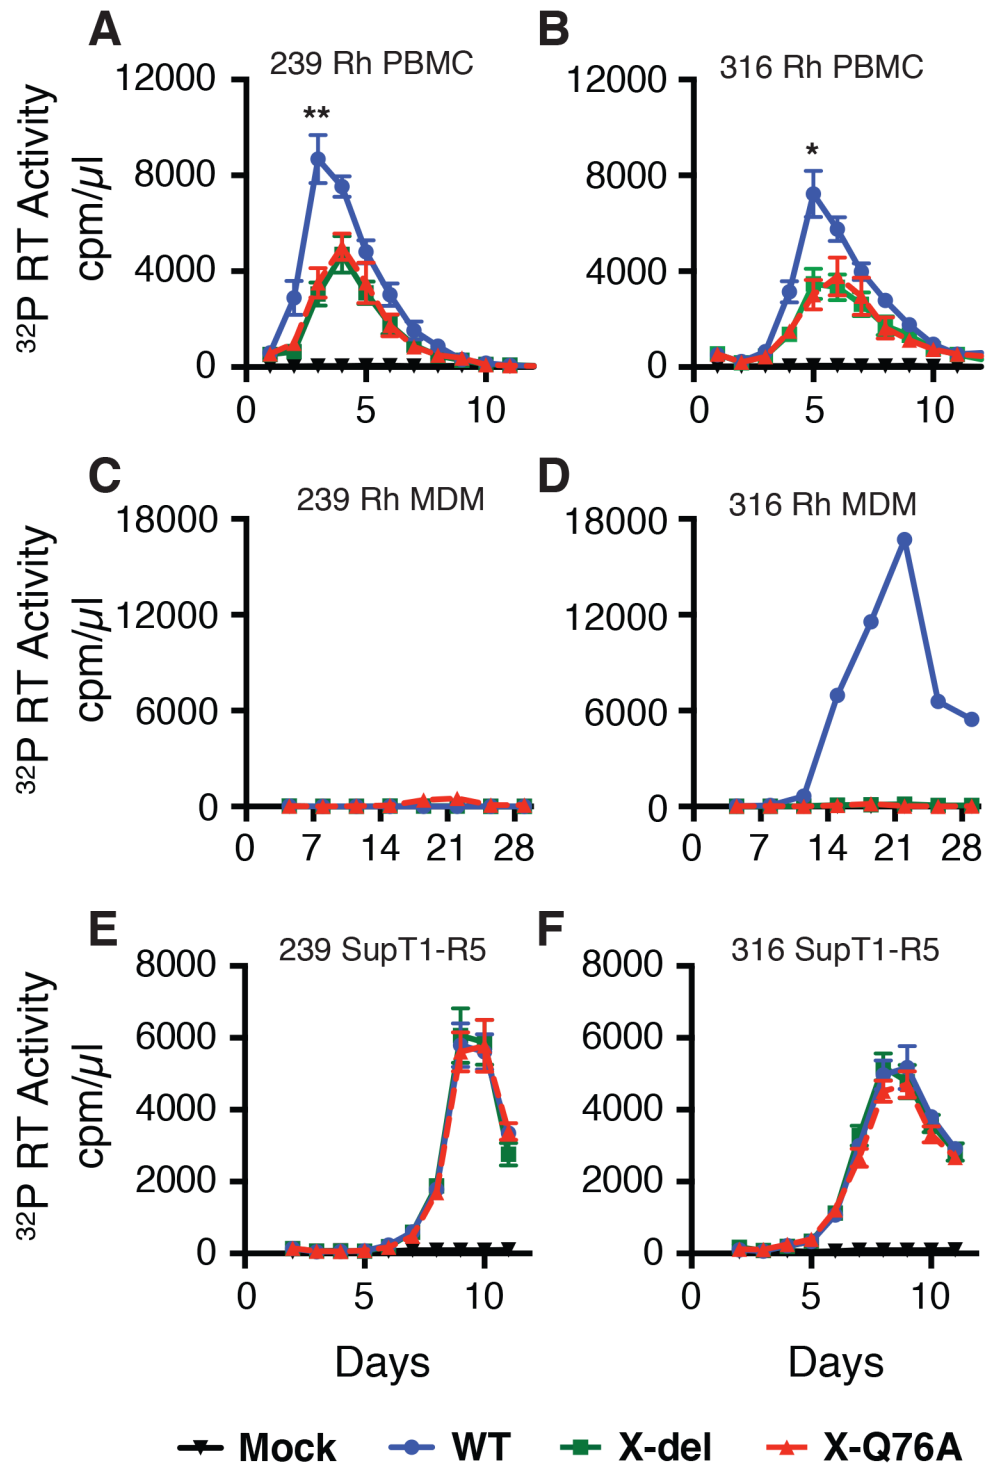 A
B
239 Rh PBMC
316 Rh PBMC
³²P RT Activity
cpm/µl
12000
8000
4000
0
**
0 5 10
12000
8000
4000
0
*
0 5 10
C
D
239 Rh MDM
316 Rh MDM
³²P RT Activity
cpm/µl
18000
12000
6000
0
0 7 14 21 28
18000
12000
6000
0
0 7 14 21 28
E
F
239 SupT1-R5
316 SupT1-R5
³²P RT Activity
cpm/µl
8000
6000
4000
2000
0
0 5 10
8000
6000
4000
2000
0
0 5 10
Days
Days
Mock WT X-del X-Q76A